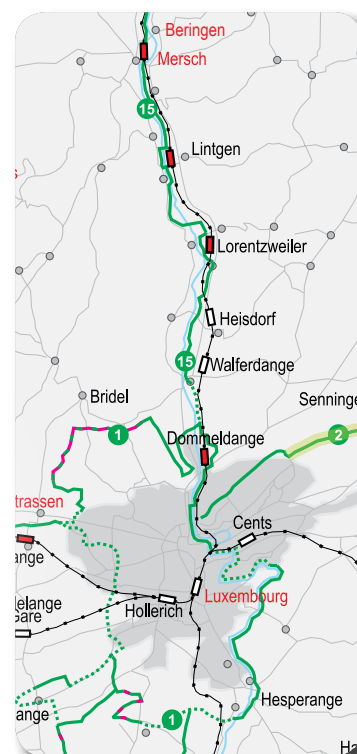 Beringen
Mersch
15
Lintgen
Lorentzweiler
Heisdorf
15
Walferdange
Bridel
Senninge
1
2
Dommeldange
trassen
Cents
ange
Luxembourg
elange
Gare
Hollerich
Hesperange
ange
1